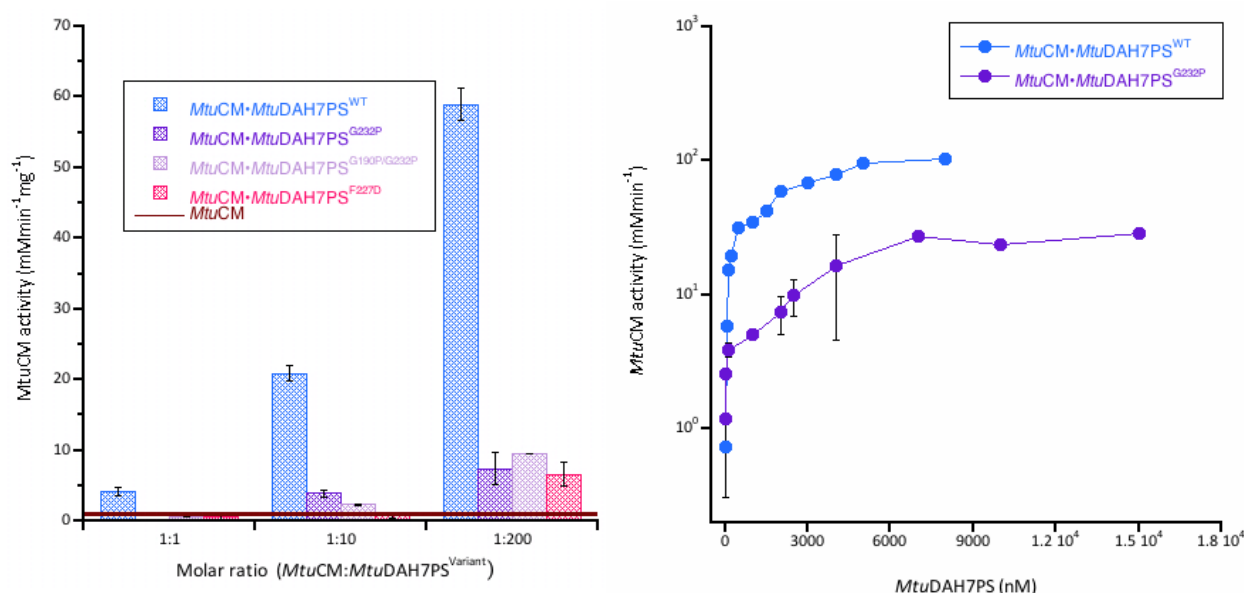 70
60
50
40
30
20
10
0
MtuCM activity (mMmin⁻¹mg⁻¹)
MtuCM•MtuDAH7PS^WT
MtuCM•MtuDAH7PS^G232P
MtuCM•MtuDAH7PS^G190P/G232P
MtuCM•MtuDAH7PS^F227D
MtuCM
1:1 1:10 1:200
Molar ratio (MtuCM:MtuDAH7PS^Variant)
10³
10²
10¹
10⁰
MtuCM activity (mMmin⁻¹)
MtuCM•MtuDAH7PS^WT
MtuCM•MtuDAH7PS^G232P
0 3000 6000 9000 1.2 10⁴ 1.5 10⁴ 1.8 10⁴
MtuDAH7PS (nM)